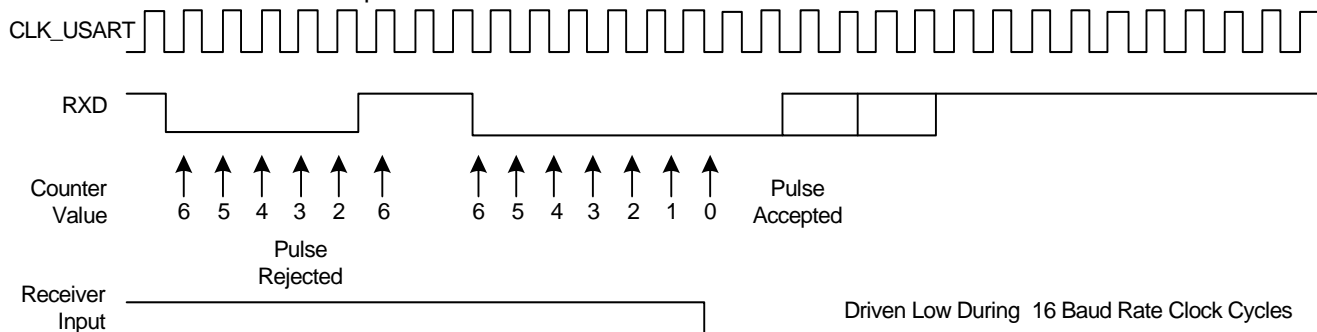 CLK_USART
RXD
Counter
Value
6 5 4 3 2 6 6 5 4 3 2 1 0
Pulse
Accepted
Pulse
Rejected
Receiver
Input
Driven Low During 16 Baud Rate Clock Cycles